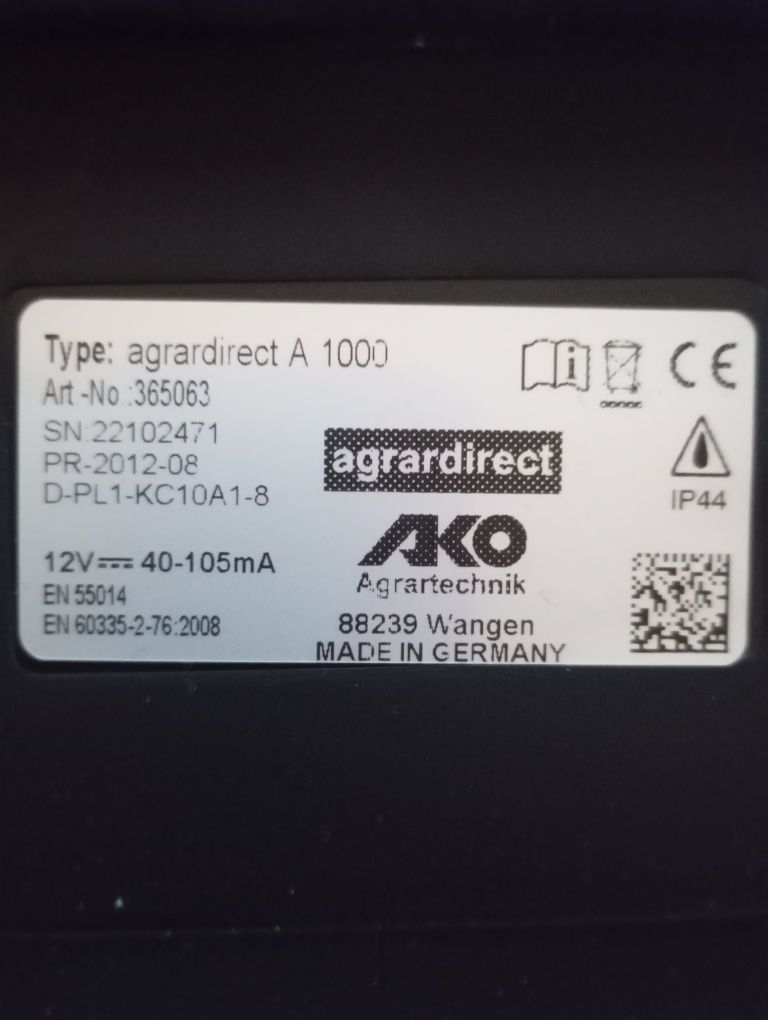 Type: agrardirect A 1000
Art-No.:365063
SN:22102471
PR-2012-08
D-PL1-KC10A1-8
agrardirect
AKO
Agrartechnik
IP44
12V 40-105mA
EN 55014
EN 60335-2-76:2008
88239 Wangen
MADE IN GERMANY
CE